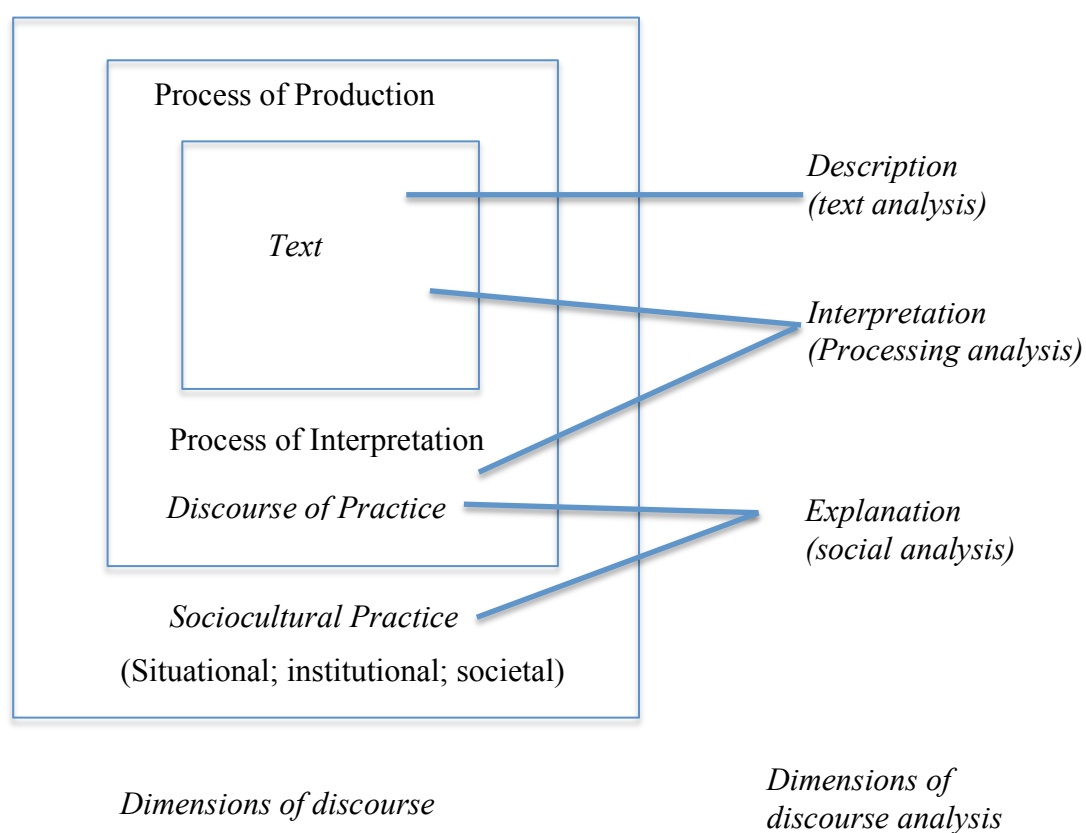 Process of Production
Text
Process of Interpretation
Discourse of Practice
Sociocultural Practice
(Situational; institutional; societal)
Dimensions of discourse
Description
(text analysis)
Interpretation
(Processing analysis)
Explanation
(social analysis)
Dimensions of
discourse analysis